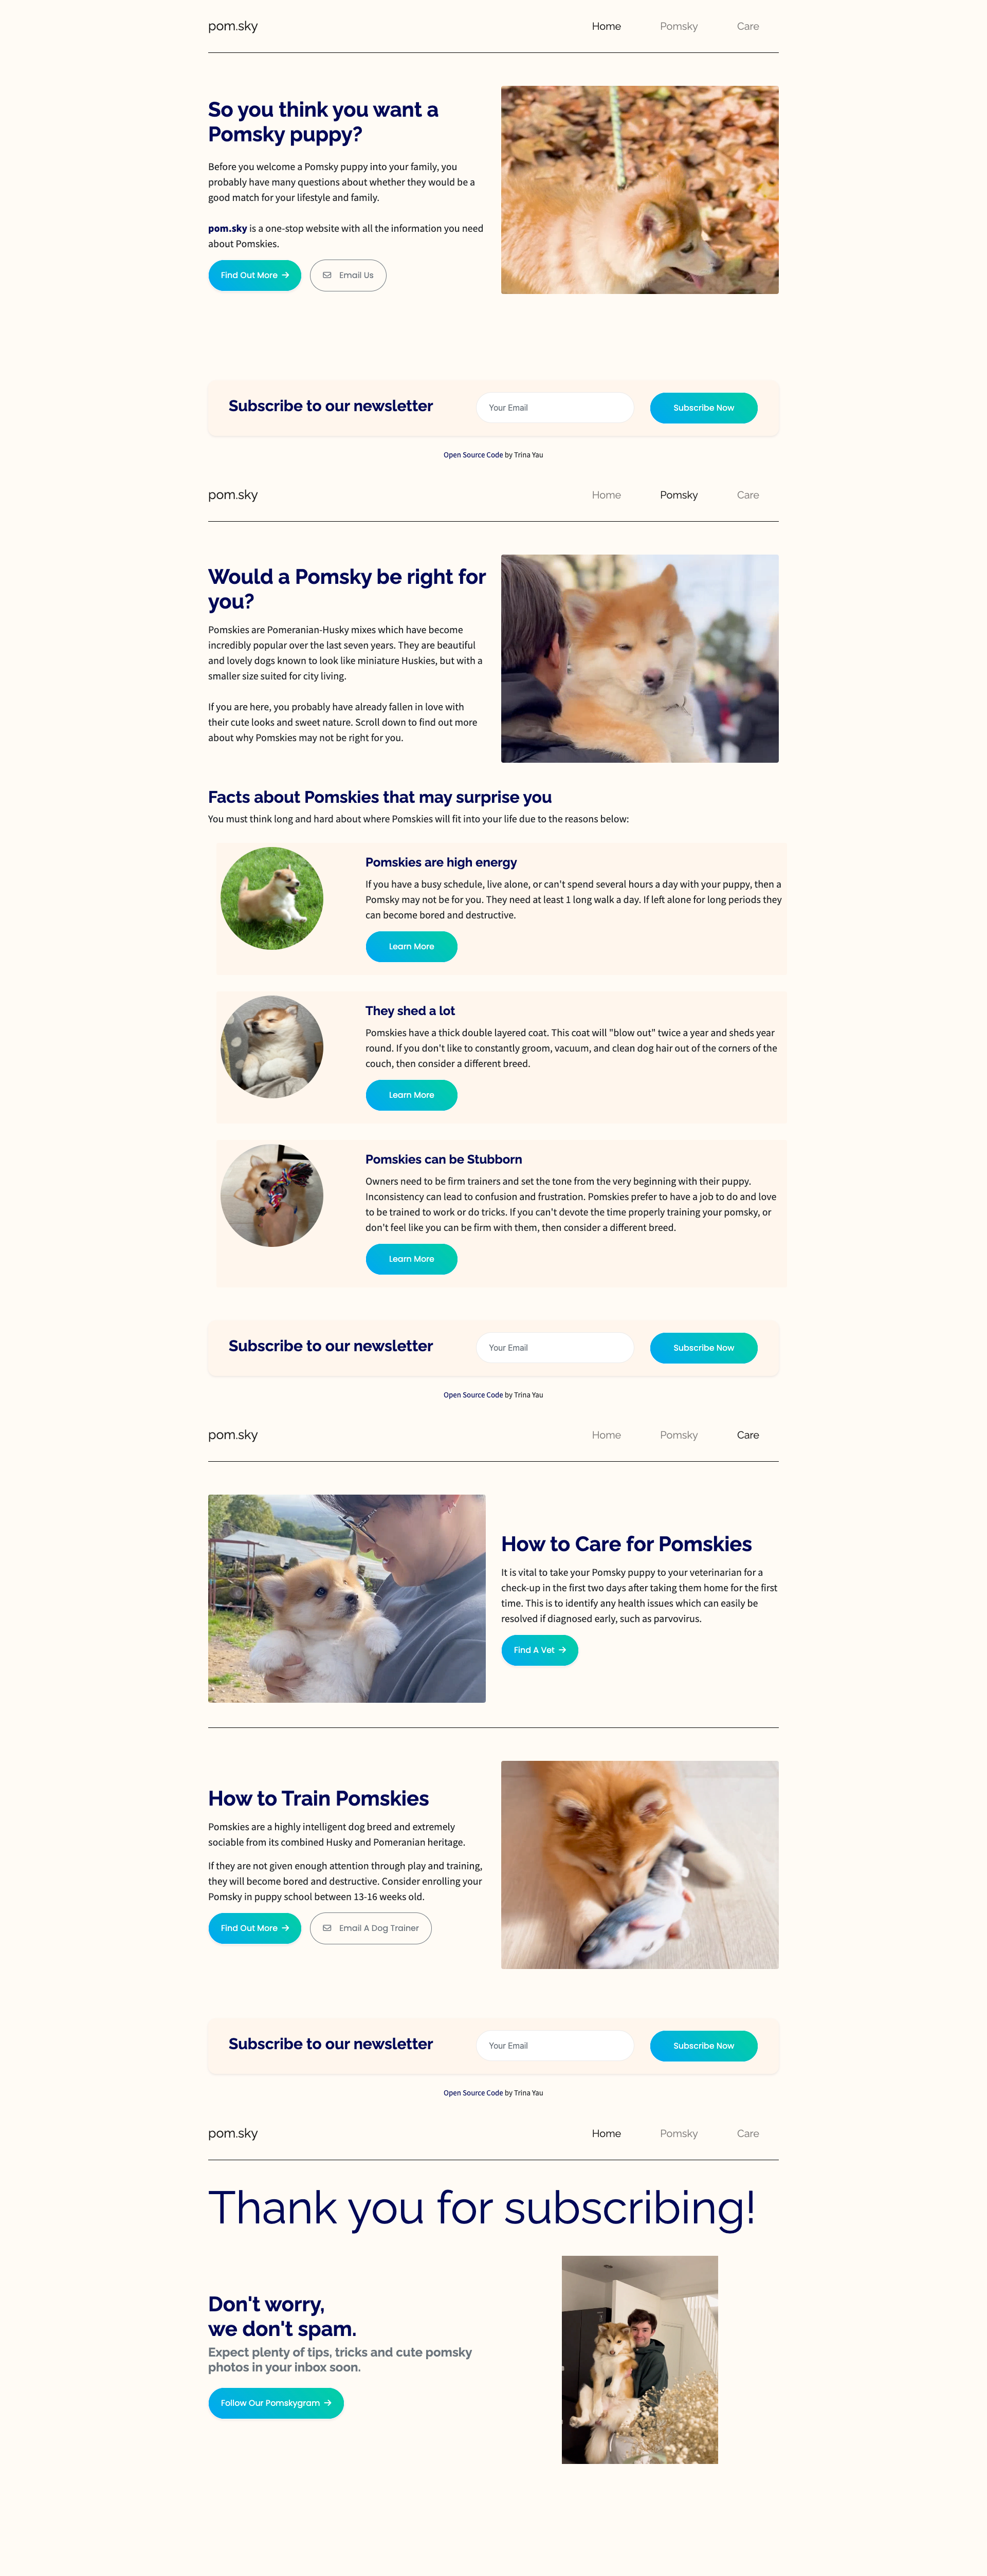 pom.sky
Home Pomsky Care
So you think you want a
Pomsky puppy?
Before you welcome a Pomsky puppy into your family, you
probably have many questions about whether they would be a
good match for your lifestyle and family.
pom.sky is a one-stop website with all the information you need
about Pomskies.
Find Out More →
Email Us
Subscribe to our newsletter
Your Email
Subscribe Now
Open Source Code by Trina Yau
pom.sky
Home Pomsky Care
Would a Pomsky be right for
you?
Pomskies are Pomeranian-Husky mixes which have become
incredibly popular over the last seven years. They are beautiful
and lovely dogs known to look like miniature Huskies, but with a
smaller size suited for city living.
If you are here, you probably have already fallen in love with
their cute looks and sweet nature. Scroll down to find out more
about why Pomskies may not be right for you.
Facts about Pomskies that may surprise you
You must think long and hard about where Pomskies will fit into your life due to the reasons below:
Pomskies are high energy
If you have a busy schedule, live alone, or can't spend several hours a day with your puppy, then a
Pomsky may not be for you. They need at least 1 long walk a day. If left alone for long periods they
can become bored and destructive.
Learn More
They shed a lot
Pomskies have a thick double layered coat. This coat will "blow out" twice a year and sheds year
round. If you don't like to constantly groom, vacuum, and clean dog hair out of the corners of the
couch, then consider a different breed.
Learn More
Pomskies can be Stubborn
Owners need to be firm trainers and set the tone from the very beginning with their puppy.
Inconsistency can lead to confusion and frustration. Pomskies prefer to have a job to do and love
to be trained to work or do tricks. If you can't devote the time properly training your pomsky, or
don't feel like you can be firm with them, then consider a different breed.
Learn More
Subscribe to our newsletter
Your Email
Subscribe Now
Open Source Code by Trina Yau
pom.sky
Home Pomsky Care
How to Care for Pomskies
It is vital to take your Pomsky puppy to your veterinarian for a
check-up in the first two days after taking them home for the first
time. This is to identify any health issues which can easily be
resolved if diagnosed early, such as parvovirus.
Find A Vet →
How to Train Pomskies
Pomskies are a highly intelligent dog breed and extremely
sociable from its combined Husky and Pomeranian heritage.
If they are not given enough attention through play and training,
they will become bored and destructive. Consider enrolling your
Pomsky in puppy school between 13-16 weeks old.
Find Out More →
Email A Dog Trainer
Subscribe to our newsletter
Your Email
Subscribe Now
Open Source Code by Trina Yau
pom.sky
Home Pomsky Care
Thank you for subscribing!
Don't worry,
we don't spam.
Expect plenty of tips, tricks and cute pomsky
photos in your inbox soon.
Follow Our Pomskygram →